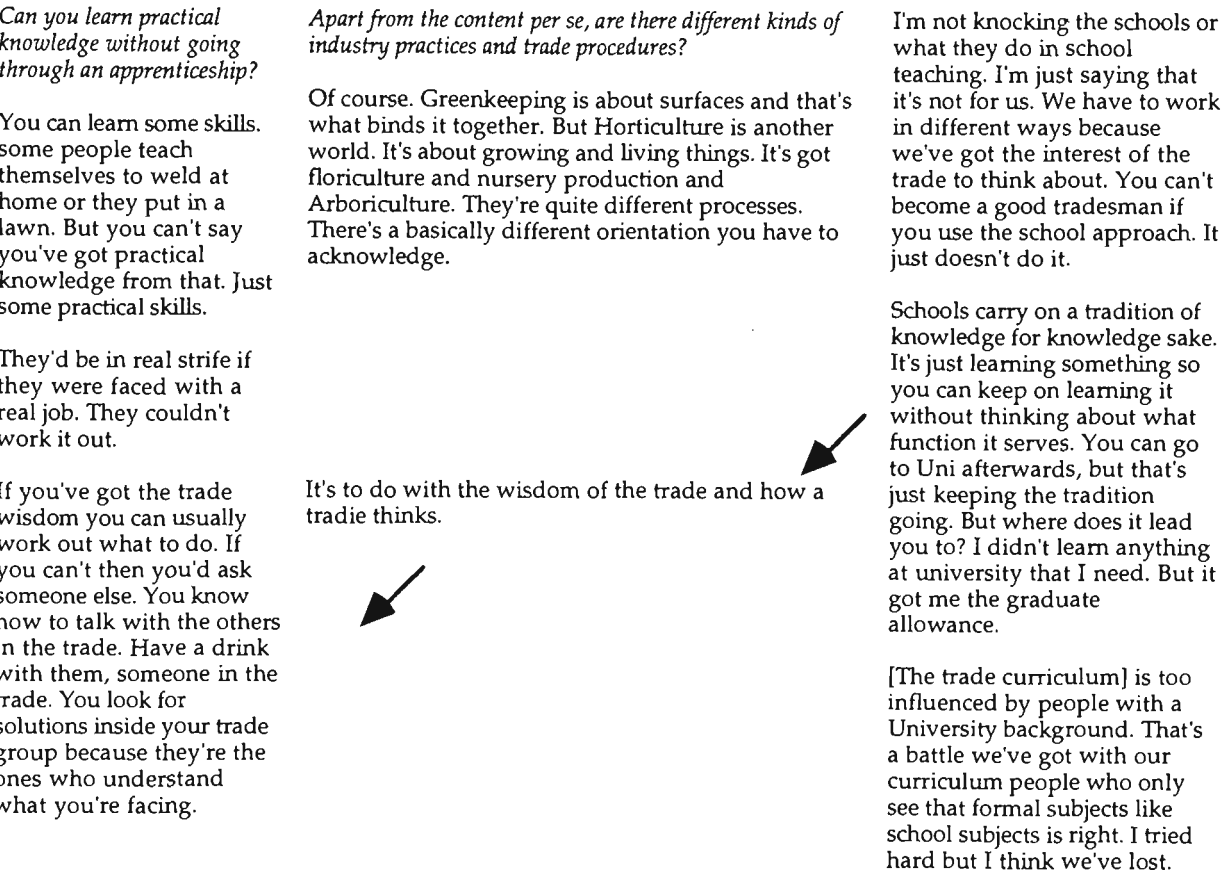 Can you learn practical
knowledge without going
through an apprenticeship?
You can learn some skills.
some people teach
themselves to weld at
home or they put in a
lawn. But you can't say
you've got practical
knowledge from that. Just
some practical skills.
They'd be in real strife if
they were faced with a
real job. They couldn't
work it out.
If you've got the trade
wisdom you can usually
work out what to do. If
you can't then you'd ask
someone else. You know
how to talk with the others
in the trade. Have a drink
with them, someone in the
trade. You look for
solutions inside your trade
group because they're the
ones who understand
what you're facing.
Apart from the content per se, are there different kinds of
industry practices and trade procedures?
Of course. Greenkeeping is about surfaces and that's
what binds it together. But Horticulture is another
world. It's about growing and living things. It's got
floriculture and nursery production and
Arboriculture. They're quite different processes.
There's a basically different orientation you have to
acknowledge.
It's to do with the wisdom of the trade and how a
tradie thinks.
I'm not knocking the schools or
what they do in school
teaching. I'm just saying that
it's not for us. We have to work
in different ways because
we've got the interest of the
trade to think about. You can't
become a good tradesman if
you use the school approach. It
just doesn't do it.
Schools carry on a tradition of
knowledge for knowledge sake.
It's just learning something so
you can keep on learning it
without thinking about what
function it serves. You can go
to Uni afterwards, but that's
just keeping the tradition
going. But where does it lead
you to? I didn't learn anything
at university that I need. But it
got me the graduate
allowance.
[The trade curriculum] is too
influenced by people with a
University background. That's
a battle we've got with our
curriculum people who only
see that formal subjects like
school subjects is right. I tried
hard but I think we've lost.